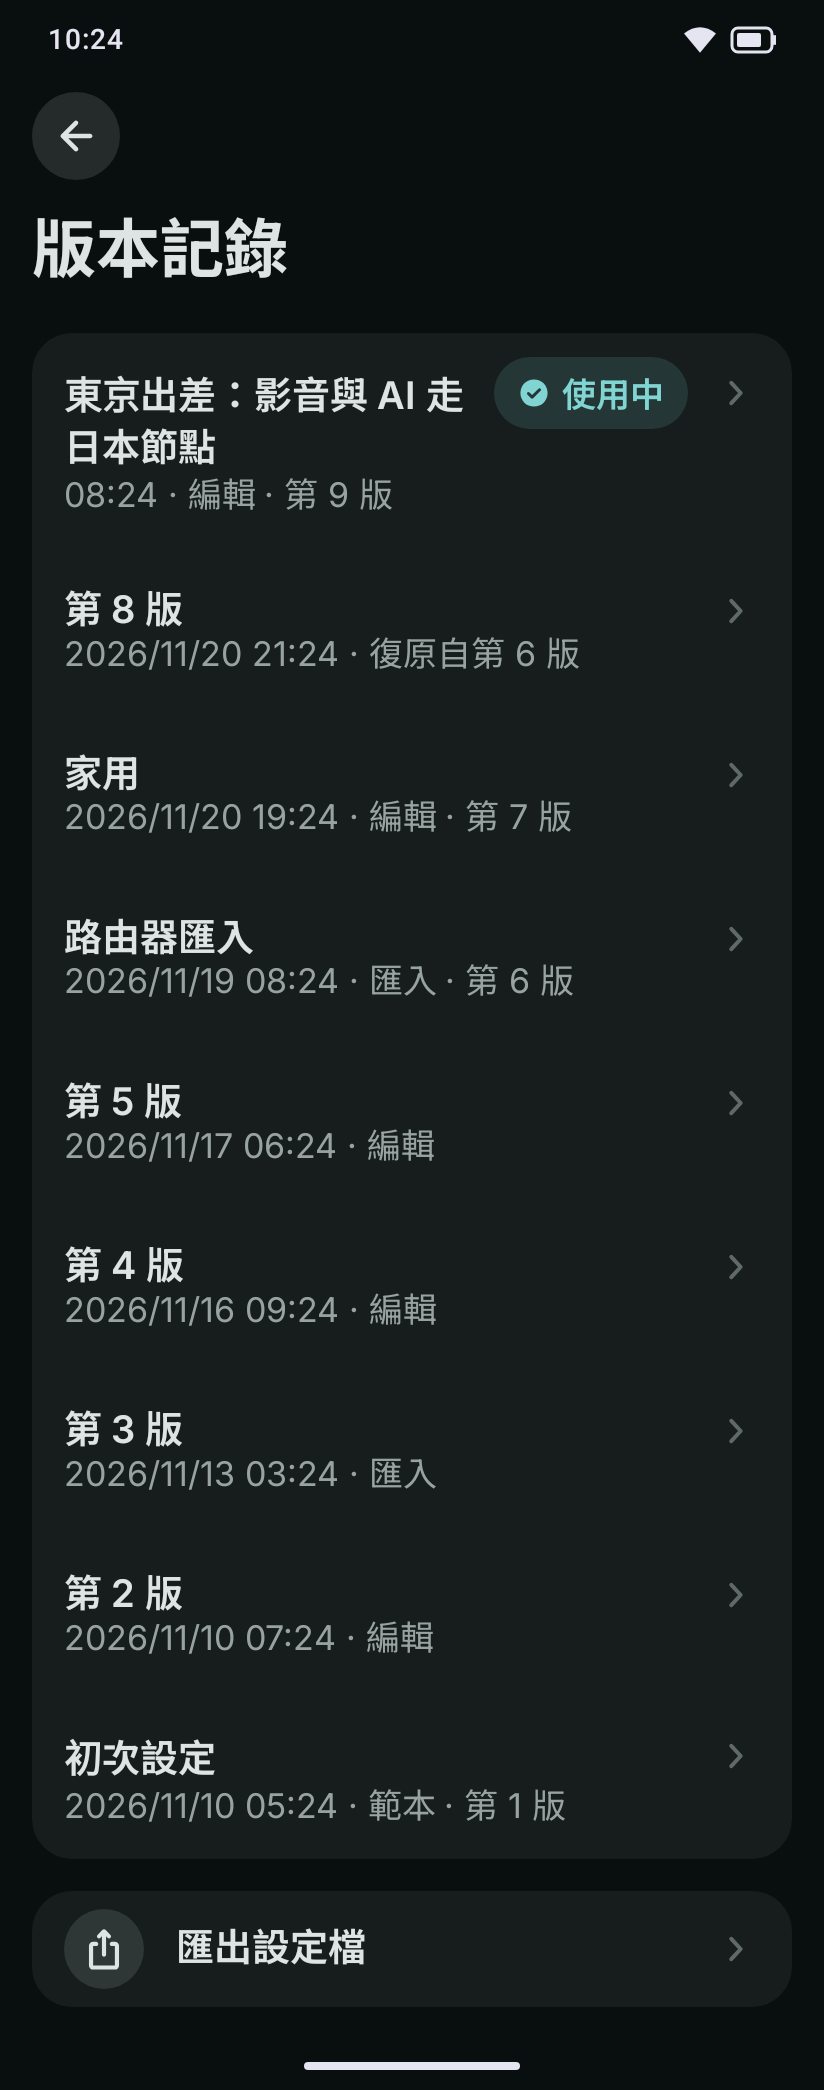 10:24
版本記錄
東京出差：影音與 AI 走
日本節點
使用中
08:24 · 編輯 · 第 9 版
第 8 版
2026/11/20 21:24 · 復原自第 6 版
家用
2026/11/20 19:24 · 編輯 · 第 7 版
路由器匯入
2026/11/19 08:24 · 匯入 · 第 6 版
第 5 版
2026/11/17 06:24 · 編輯
第 4 版
2026/11/16 09:24 · 編輯
第 3 版
2026/11/13 03:24 · 匯入
第 2 版
2026/11/10 07:24 · 編輯
初次設定
2026/11/10 05:24 · 範本 · 第 1 版
匯出設定檔